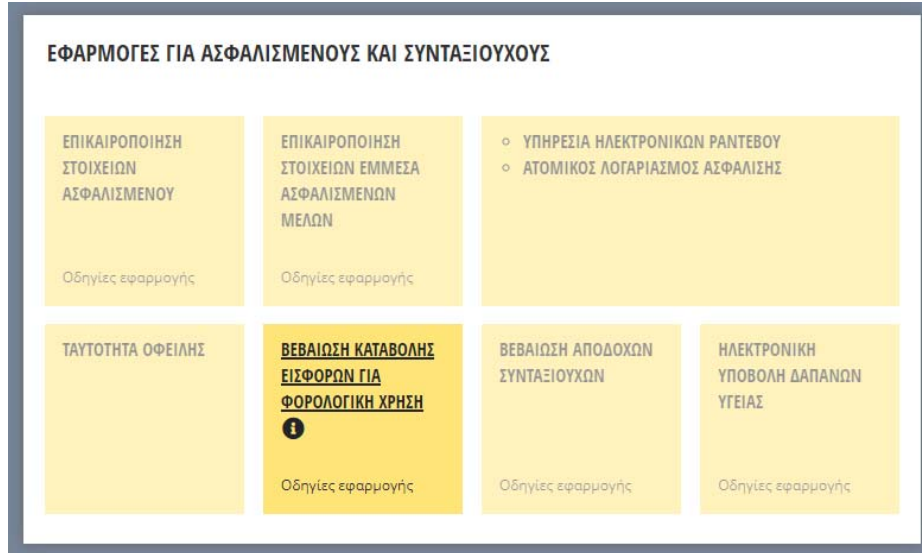 ΕΦΑΡΜΟΓΕΣ ΓΙΑ ΑΣΦΑΛΙΣΜΕΝΟΥΣ ΚΑΙ ΣΥΝΤΑΞΙΟΥΧΟΥΣ
ΕΠΙΚΑΙΡΟΠΟΙΗΣΗ
ΣΤΟΙΧΕΙΩΝ
ΑΣΦΑΛΙΣΜΕΝΟΥ
Οδηγίες εφαρμογής
ΕΠΙΚΑΙΡΟΠΟΙΗΣΗ
ΣΤΟΙΧΕΙΩΝ ΕΜΜΕΣΑ
ΑΣΦΑΛΙΣΜΕΝΩΝ
ΜΕΛΩΝ
Οδηγίες εφαρμογής
ΥΠΗΡΕΣΙΑ ΗΛΕΚΤΡΟΝΙΚΩΝ ΡΑΝΤΕΒΟΥ
ΑΤΟΜΙΚΟΣ ΛΟΓΑΡΙΑΣΜΟΣ ΑΣΦΑΛΙΣΗΣ
ΤΑΥΤΟΤΗΤΑ ΟΦΕΙΛΗΣ
ΒΕΒΑΙΩΣΗ ΚΑΤΑΒΟΛΗΣ
ΕΙΣΦΟΡΩΝ ΓΙΑ
ΦΟΡΟΛΟΓΙΚΗ ΧΡΗΣΗ
Οδηγίες εφαρμογής
ΒΕΒΑΙΩΣΗ ΑΠΟΔΟΧΩΝ
ΣΥΝΤΑΞΙΟΥΧΩΝ
Οδηγίες εφαρμογής
ΗΛΕΚΤΡΟΝΙΚΗ
ΥΠΟΒΟΛΗ ΔΑΠΑΝΩΝ
ΥΓΕΙΑΣ
Οδηγίες εφαρμογής